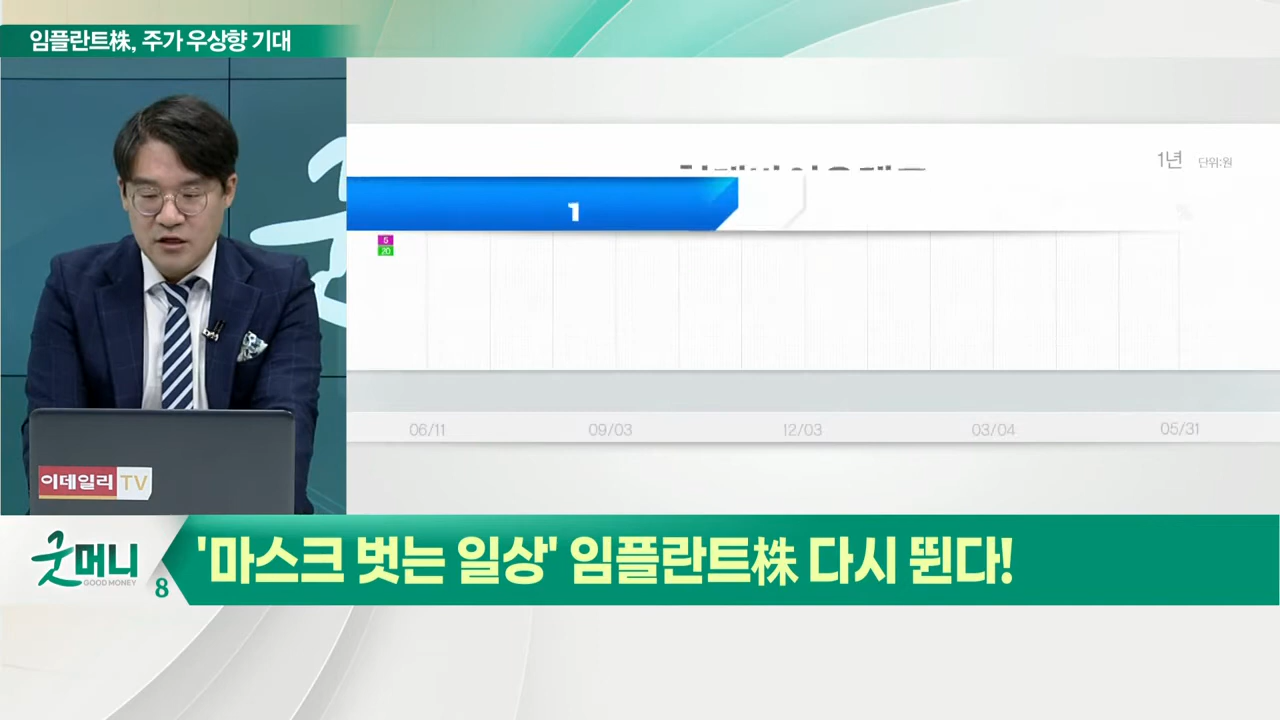 임플란트株, 주가 우상향 기대
1년 단위:원
1
5
20
06/11 09/03 12/03 03/04 05/31
이데일리 TV
굿머니
GOOD MONEY
8
'마스크 벗는 일상' 임플란트株 다시 뛴다!